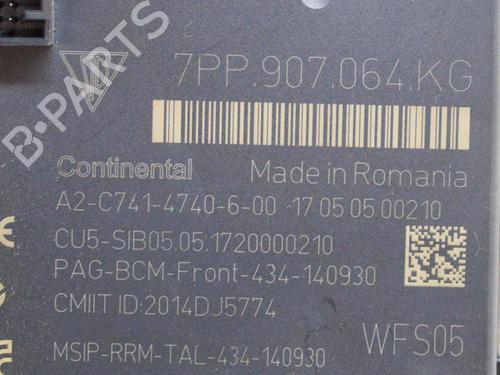 7PP.907.064.KG
Continental Made in Romania
A2-C741-4740-6-00 17 05 05 00210
CU5-SIB05.05.1720000210
PAG-BCM-Front-434-140930
CMIIT ID:2014DJ5774
WFS05
MSIP-RRM-TAL-434-140930
B-PARTS